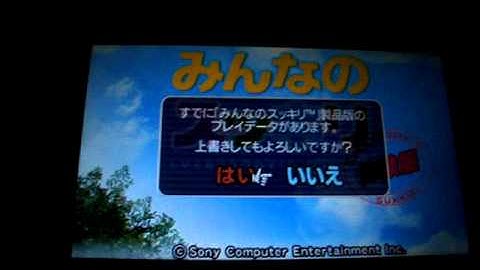 みんなの
すでに「みんなのスッキリ™」製品版の
プレイデータがあります。
上書きしてもよろしいですか?
はい いいえ
© Sony Computer Entertainment Inc.